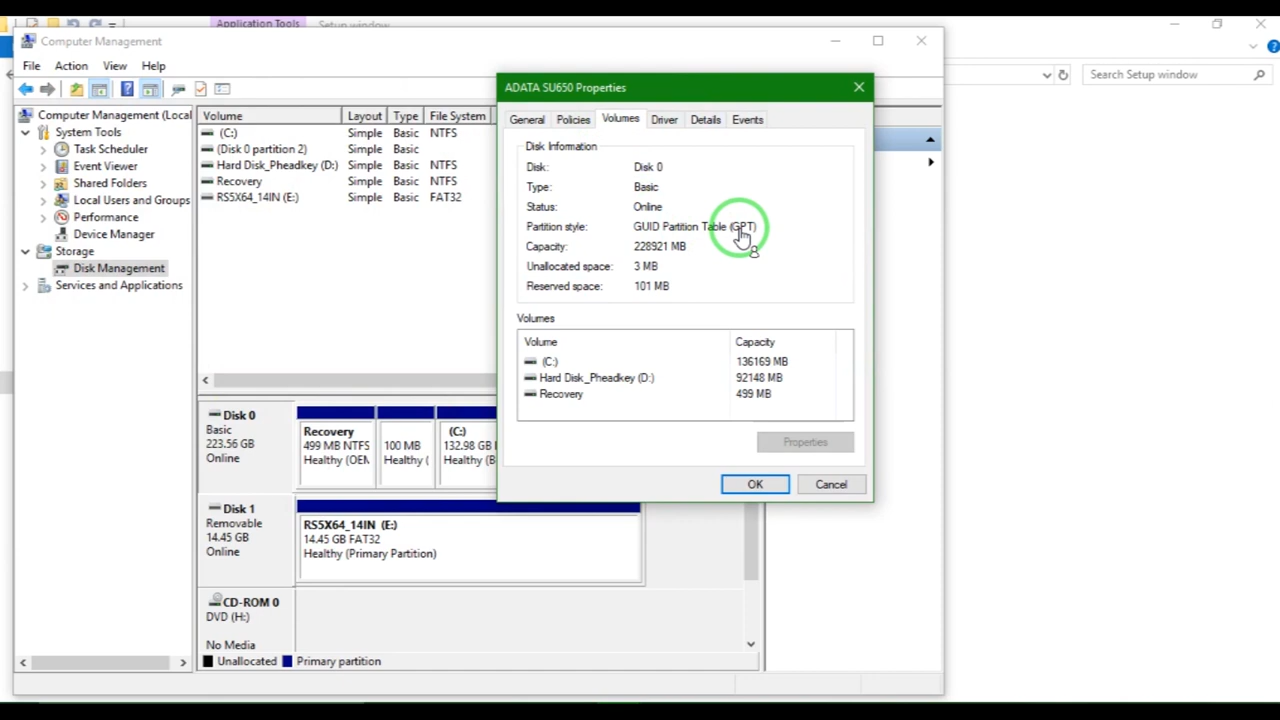 Application Tools
Setup window
Computer Management
File Action View Help
Search Setup window
Computer Management (Local
System Tools
Task Scheduler
Event Viewer
Shared Folders
Local Users and Groups
Performance
Device Manager
Storage
Disk Management
Services and Applications
Volume Layout Type File System
(C:) Simple Basic NTFS
(Disk 0 partition 2) Simple Basic
Hard Disk_Pheadkey (D:) Simple Basic NTFS
Recovery Simple Basic NTFS
RS5X64_14IN (E:) Simple Basic FAT32
Disk 0
Basic
223.56 GB
Online
Recovery
499 MB NTFS
Healthy (OEM
100 MB
Healthy (
(C:)
132.98 GB
Healthy (B
Disk 1
Removable
14.45 GB
Online
RS5X64_14IN (E:)
14.45 GB FAT32
Healthy (Primary Partition)
CD-ROM 0
DVD (H:)
No Media
Unallocated Primary partition
ADATA SU650 Properties
General Policies Volumes Driver Details Events
Disk Information
Disk: Disk 0
Type: Basic
Status: Online
Partition style: GUID Partition Table (GPT)
Capacity: 228921 MB
Unallocated space: 3 MB
Reserved space: 101 MB
Volumes
Volume Capacity
(C:) 136169 MB
Hard Disk_Pheadkey (D:) 92148 MB
Recovery 499 MB
Properties
OK Cancel